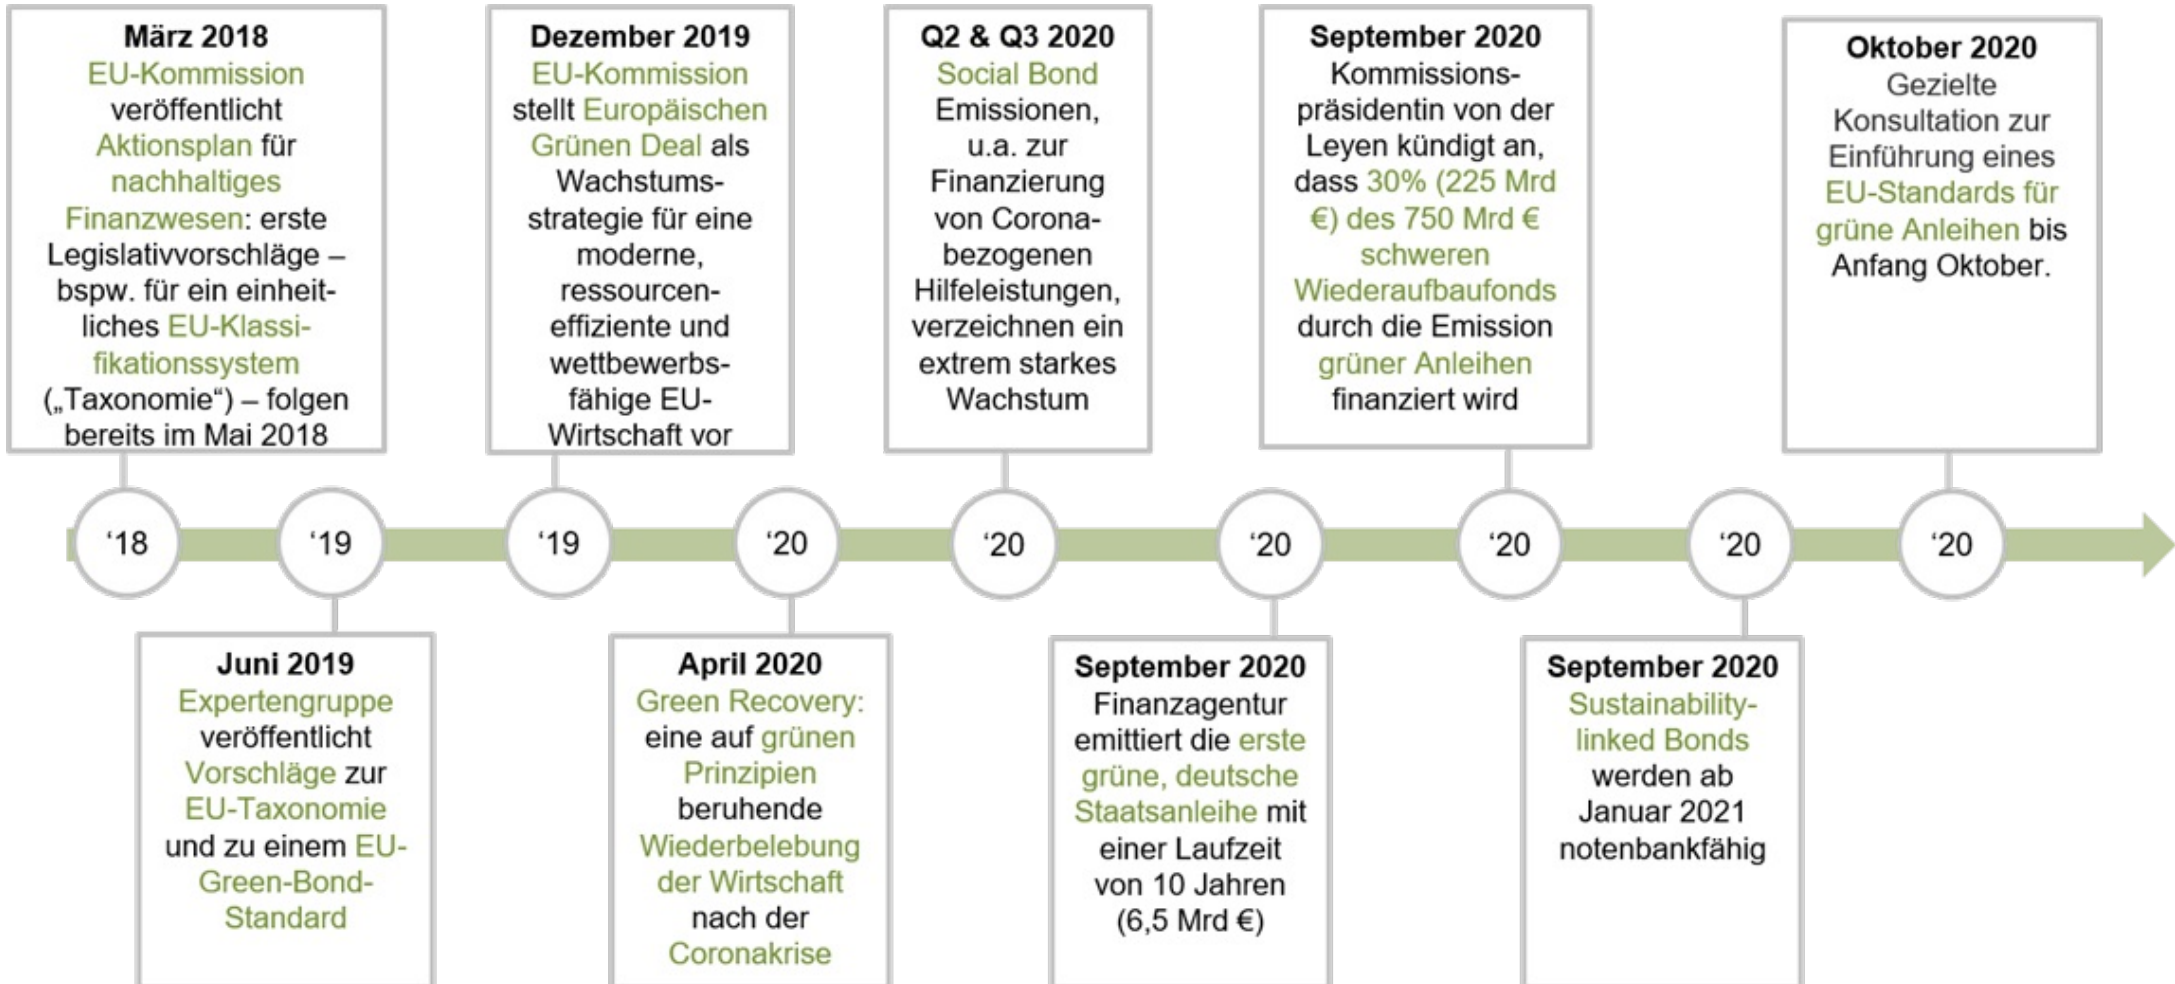 März 2018
EU-Kommission
veröffentlicht
Aktionsplan für
nachhaltiges
Finanzwesen: erste
Legislativvorschläge –
bspw. für ein einheit-
liches EU-Klassi-
fikationssystem
(„Taxonomie“) – folgen
bereits im Mai 2018
Dezember 2019
EU-Kommission
stellt Europäischen
Grünen Deal als
Wachstums-
strategie für eine
moderne,
ressourcen-
effiziente und
wettbewerbs-
fähige EU-
Wirtschaft vor
Q2 & Q3 2020
Social Bond
Emissionen,
u.a. zur
Finanzierung
von Corona-
bezogenen
Hilfeleistungen,
verzeichnen ein
extrem starkes
Wachstum
September 2020
Kommissions-
präsidentin von der
Leyen kündigt an,
dass 30% (225 Mrd
€) des 750 Mrd €
schweren
Wiederaufbaufonds
durch die Emission
grüner Anleihen
finanziert wird
Oktober 2020
Gezielte
Konsultation zur
Einführung eines
EU-Standards für
grüne Anleihen bis
Anfang Oktober.
‘18
‘19
‘19
‘20
‘20
‘20
‘20
‘20
‘20
Juni 2019
Expertengruppe
veröffentlicht
Vorschläge zur
EU-Taxonomie
und zu einem EU-
Green-Bond-
Standard
April 2020
Green Recovery:
eine auf grünen
Prinzipien
beruhende
Wiederbelebung
der Wirtschaft
nach der
Coronakrise
September 2020
Finanzagentur
emittiert die erste
grüne, deutsche
Staatsanleihe mit
einer Laufzeit
von 10 Jahren
(6,5 Mrd €)
September 2020
Sustainability-
linked Bonds
werden ab
Januar 2021
notenbankfähig